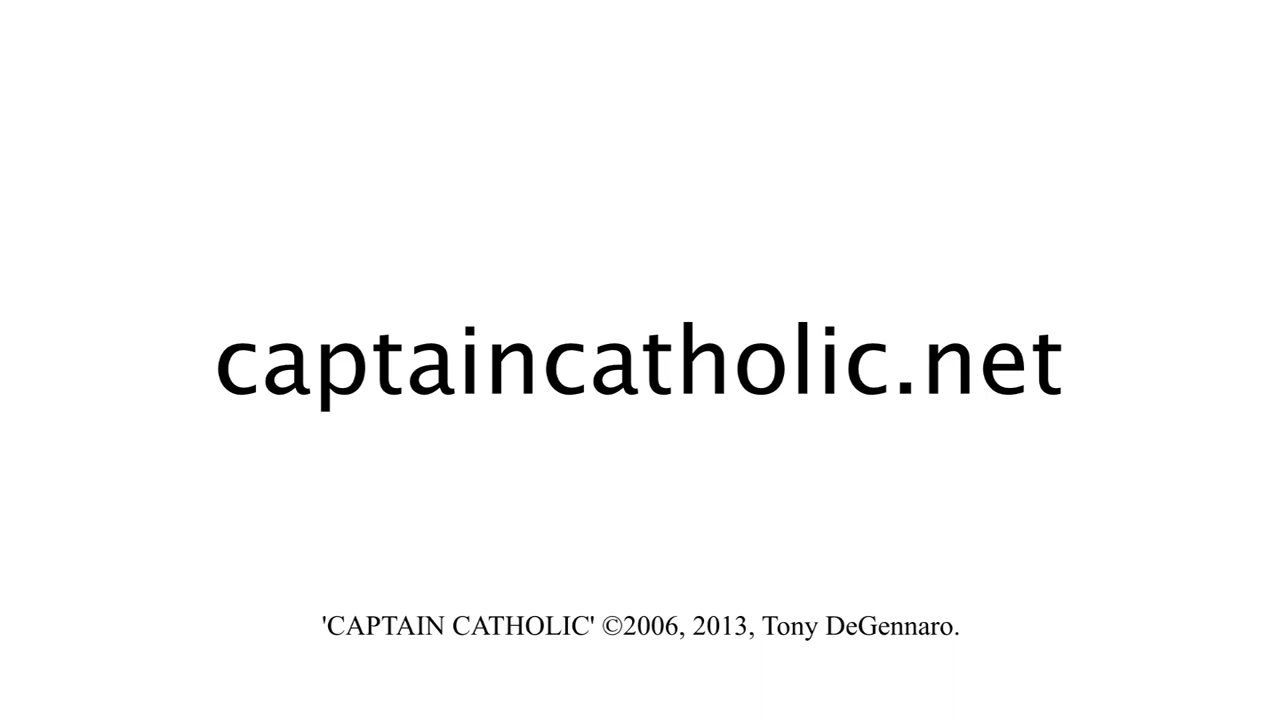 captaincatholic.net
'CAPTAIN CATHOLIC' ©2006, 2013, Tony DeGennaro.